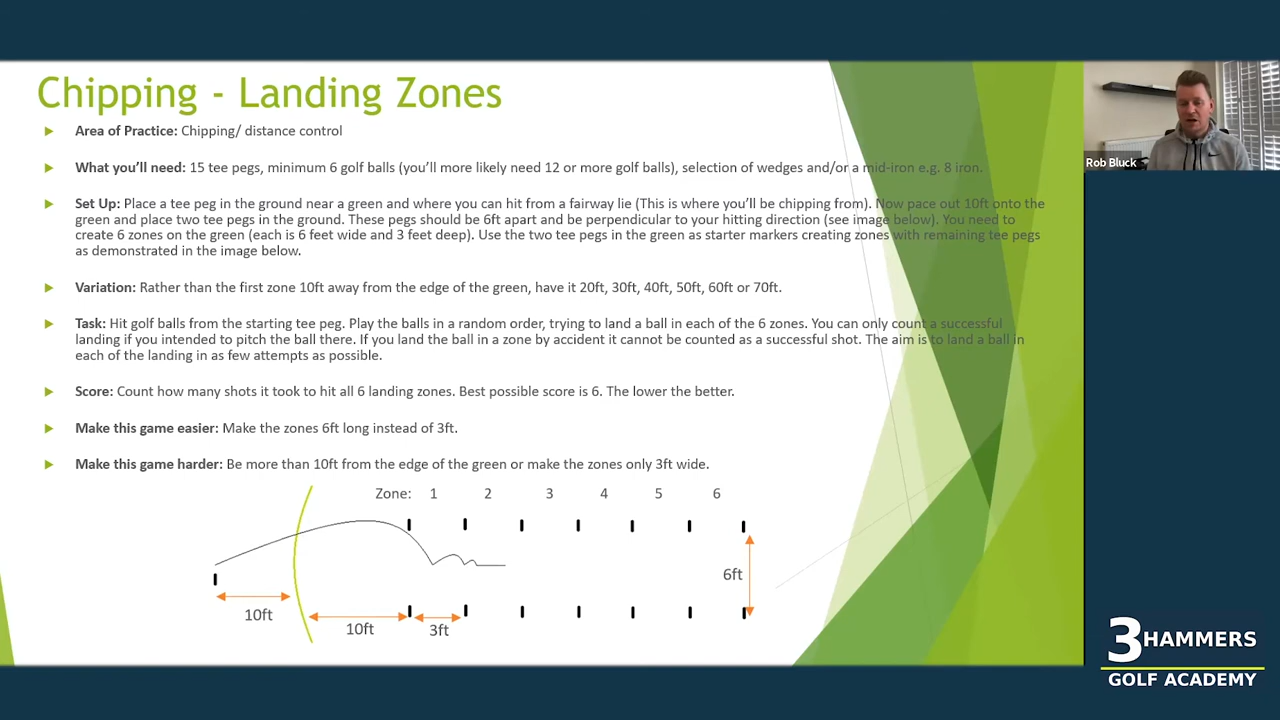 Chipping - Landing Zones
Area of Practice: Chipping/ distance control
What you'll need: 15 tee pegs, minimum 6 golf balls (you'll more likely need 12 or more golf balls), selection of wedges and/or a mid-iron e.g. 8 iron.
Set Up: Place a tee peg in the ground near a green and where you can hit from a fairway lie (This is where you'll be chipping from). Now pace out 10ft onto the
green and place two tee pegs in the ground. These pegs should be 6ft apart and be perpendicular to your hitting direction (see image below). You need to
create 6 zones on the green (each is 6 feet wide and 3 feet deep). Use the two tee pegs in the green as starter markers creating zones with remaining tee pegs
as demonstrated in the image below.
Variation: Rather than the first zone 10ft away from the edge of the green, have it 20ft, 30ft, 40ft, 50ft, 60ft or 70ft.
Task: Hit golf balls from the starting tee peg. Play the balls in a random order, trying to land a ball in each of the 6 zones. You can only count a successful
landing if you intended to pitch the ball there. If you land the ball in a zone by accident it cannot be counted as a successful shot. The aim is to land a ball in
each of the landing in as few attempts as possible.
Score: Count how many shots it took to hit all 6 landing zones. Best possible score is 6. The lower the better.
Make this game easier: Make the zones 6ft long instead of 3ft.
Make this game harder: Be more than 10ft from the edge of the green or make the zones only 3ft wide.
Zone: 1 2 3 4 5 6
6ft
10ft
10ft
3ft
Rob Bluck
3 HAMMERS
GOLF ACADEMY